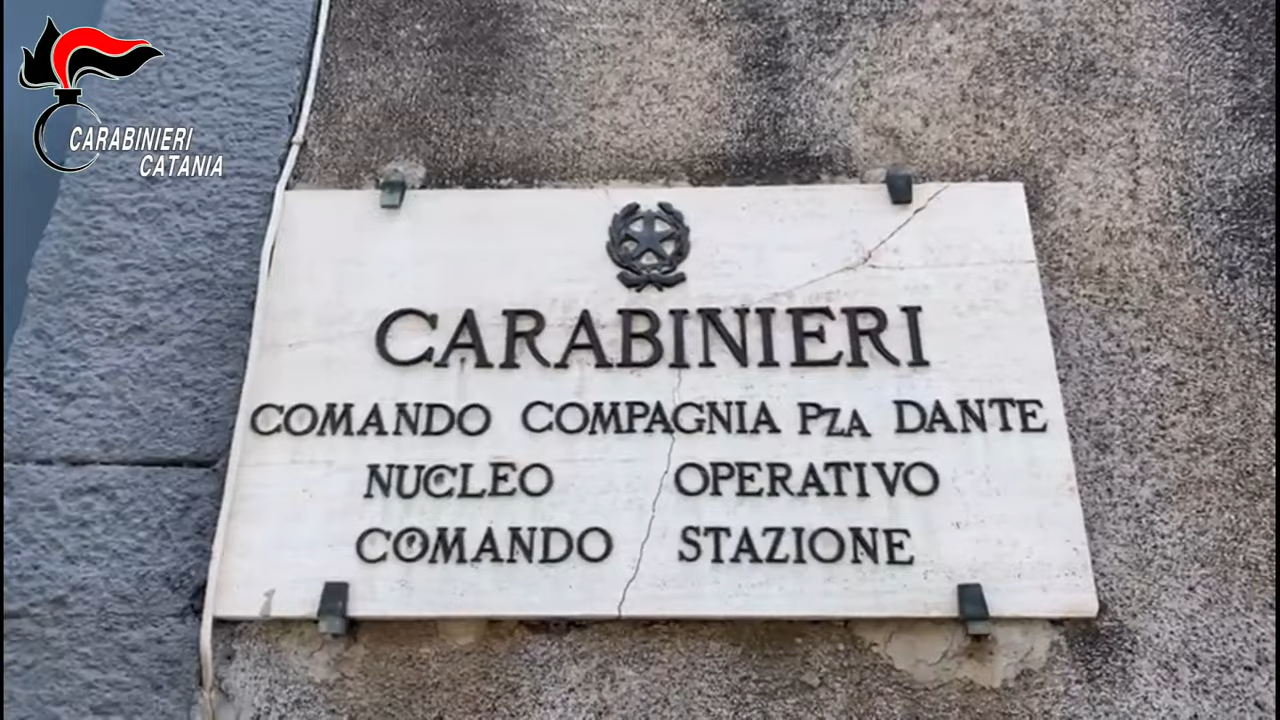 CARABINIERI
CATANIA
CARABINIERI
COMANDO COMPAGNIA PZA DANTE
NUCLEO OPERATIVO
COMANDO STAZIONE